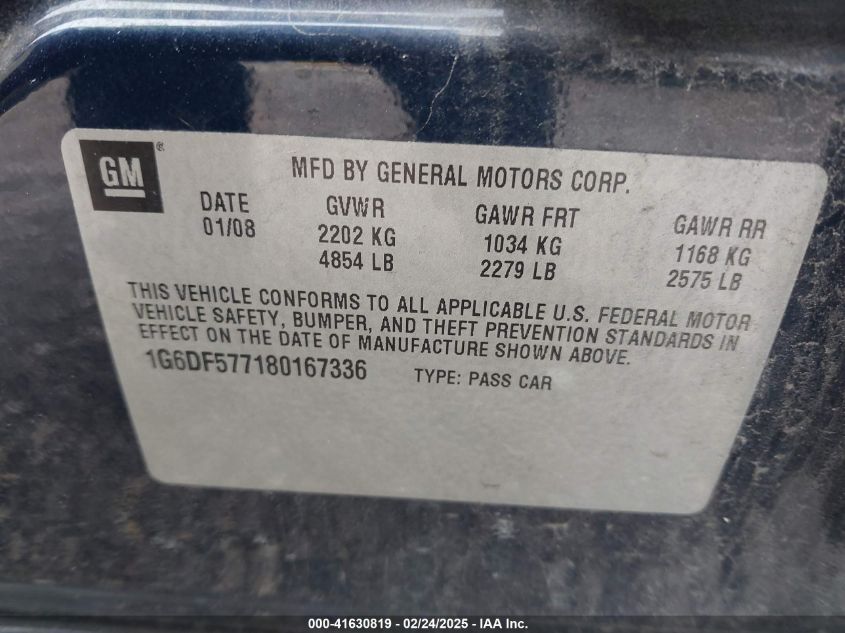 GM®
MFD BY GENERAL MOTORS CORP.
DATE GVWR GAWR FRT GAWR RR
01/08 2202 KG 1034 KG 1168 KG
4854 LB 2279 LB 2575 LB
THIS VEHICLE CONFORMS TO ALL APPLICABLE U.S. FEDERAL MOTOR
VEHICLE SAFETY, BUMPER, AND THEFT PREVENTION STANDARDS IN
EFFECT ON THE DATE OF MANUFACTURE SHOWN ABOVE.
1G6DF577180167336 TYPE: PASS CAR
000-41630819 - 02/24/2025 - IAA Inc.